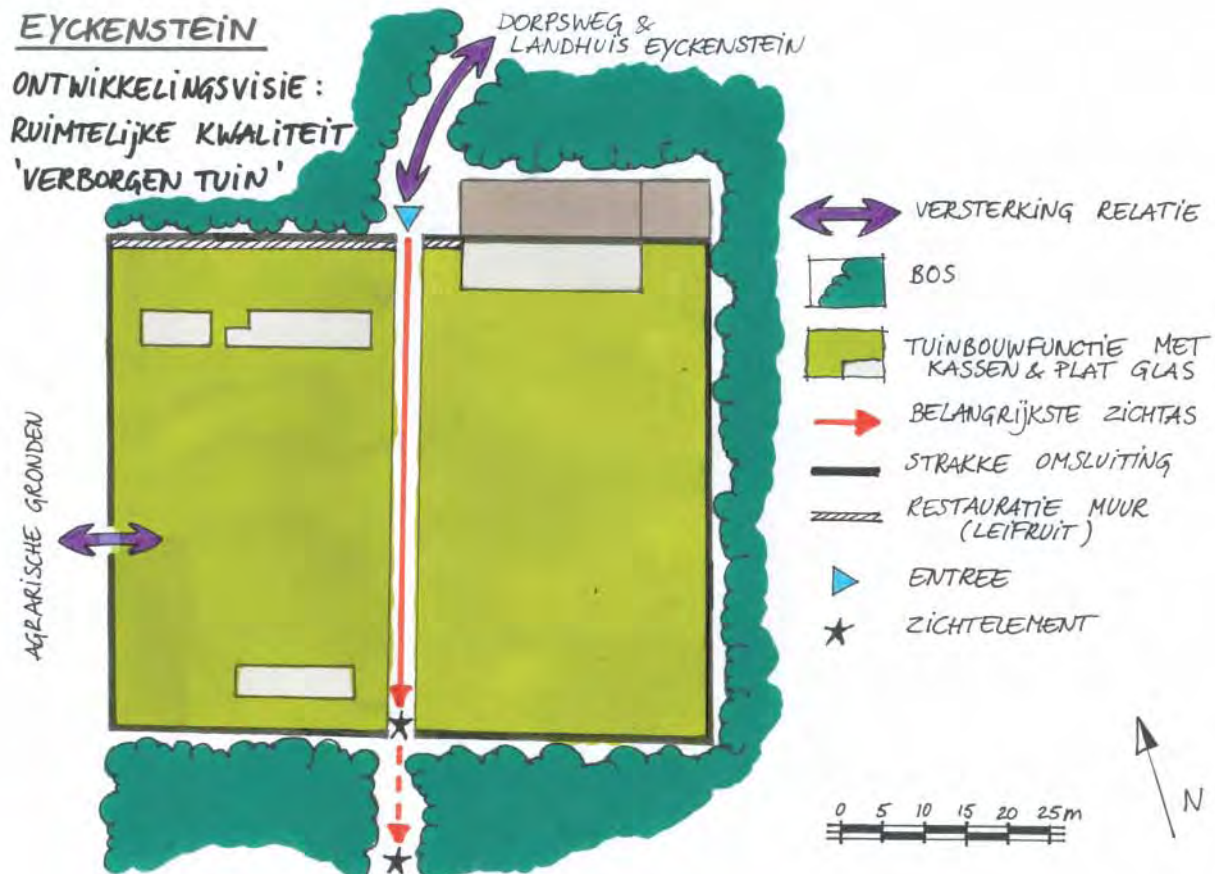 EYCKENSTEIN
ONTWIKKELINGSVISIE:
RUIMTELIJKE KWALITEIT
'VERBORGEN TUIN'
DORPSWEG &
LANDHUIS EYCKENSTEIN
AGRARISCHE GRONDEN
VERSTERKING RELATIE
BOS
TUINBOUWFUNCTIE MET
KASSEN & PLAT GLAS
BELANGRIJKSTE ZICHTAS
STRAKKE OMSLUITING
RESTAURATIE MUUR
(LEIFRUIT)
ENTREE
ZICHTELEMENT
0 5 10 15 20 25m
N